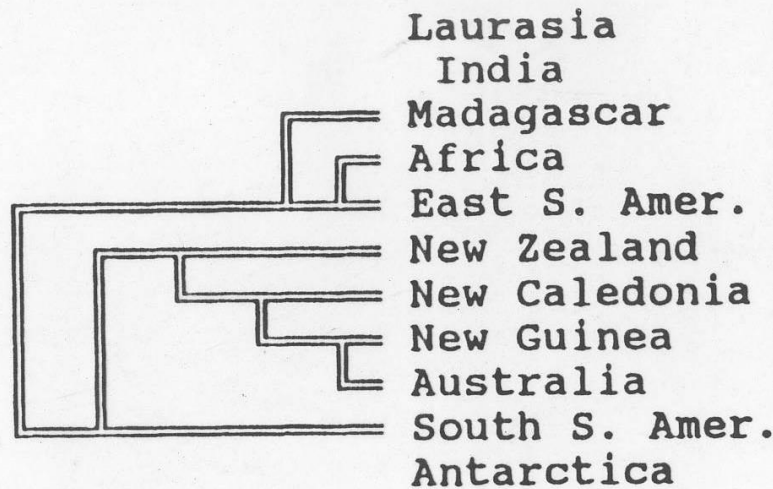 Laurasia
India
Madagascar
Africa
East S. Amer.
New Zealand
New Caledonia
New Guinea
Australia
South S. Amer.
Antarctica